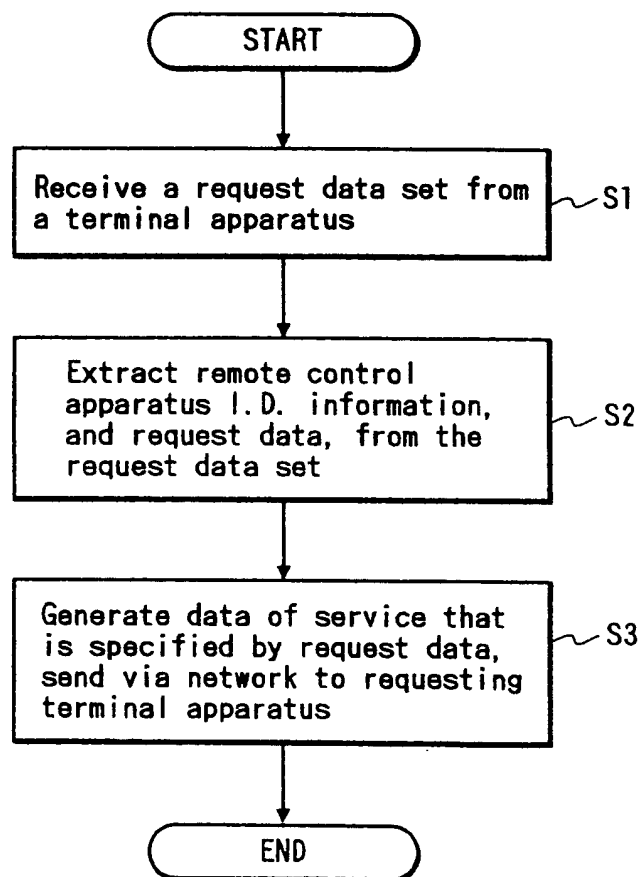 START
Receive a request data set from
a terminal apparatus
S1
Extract remote control
apparatus I.D. information,
and request data, from the
request data set
S2
Generate data of service that
is specified by request data,
send via network to requesting
terminal apparatus
S3
END